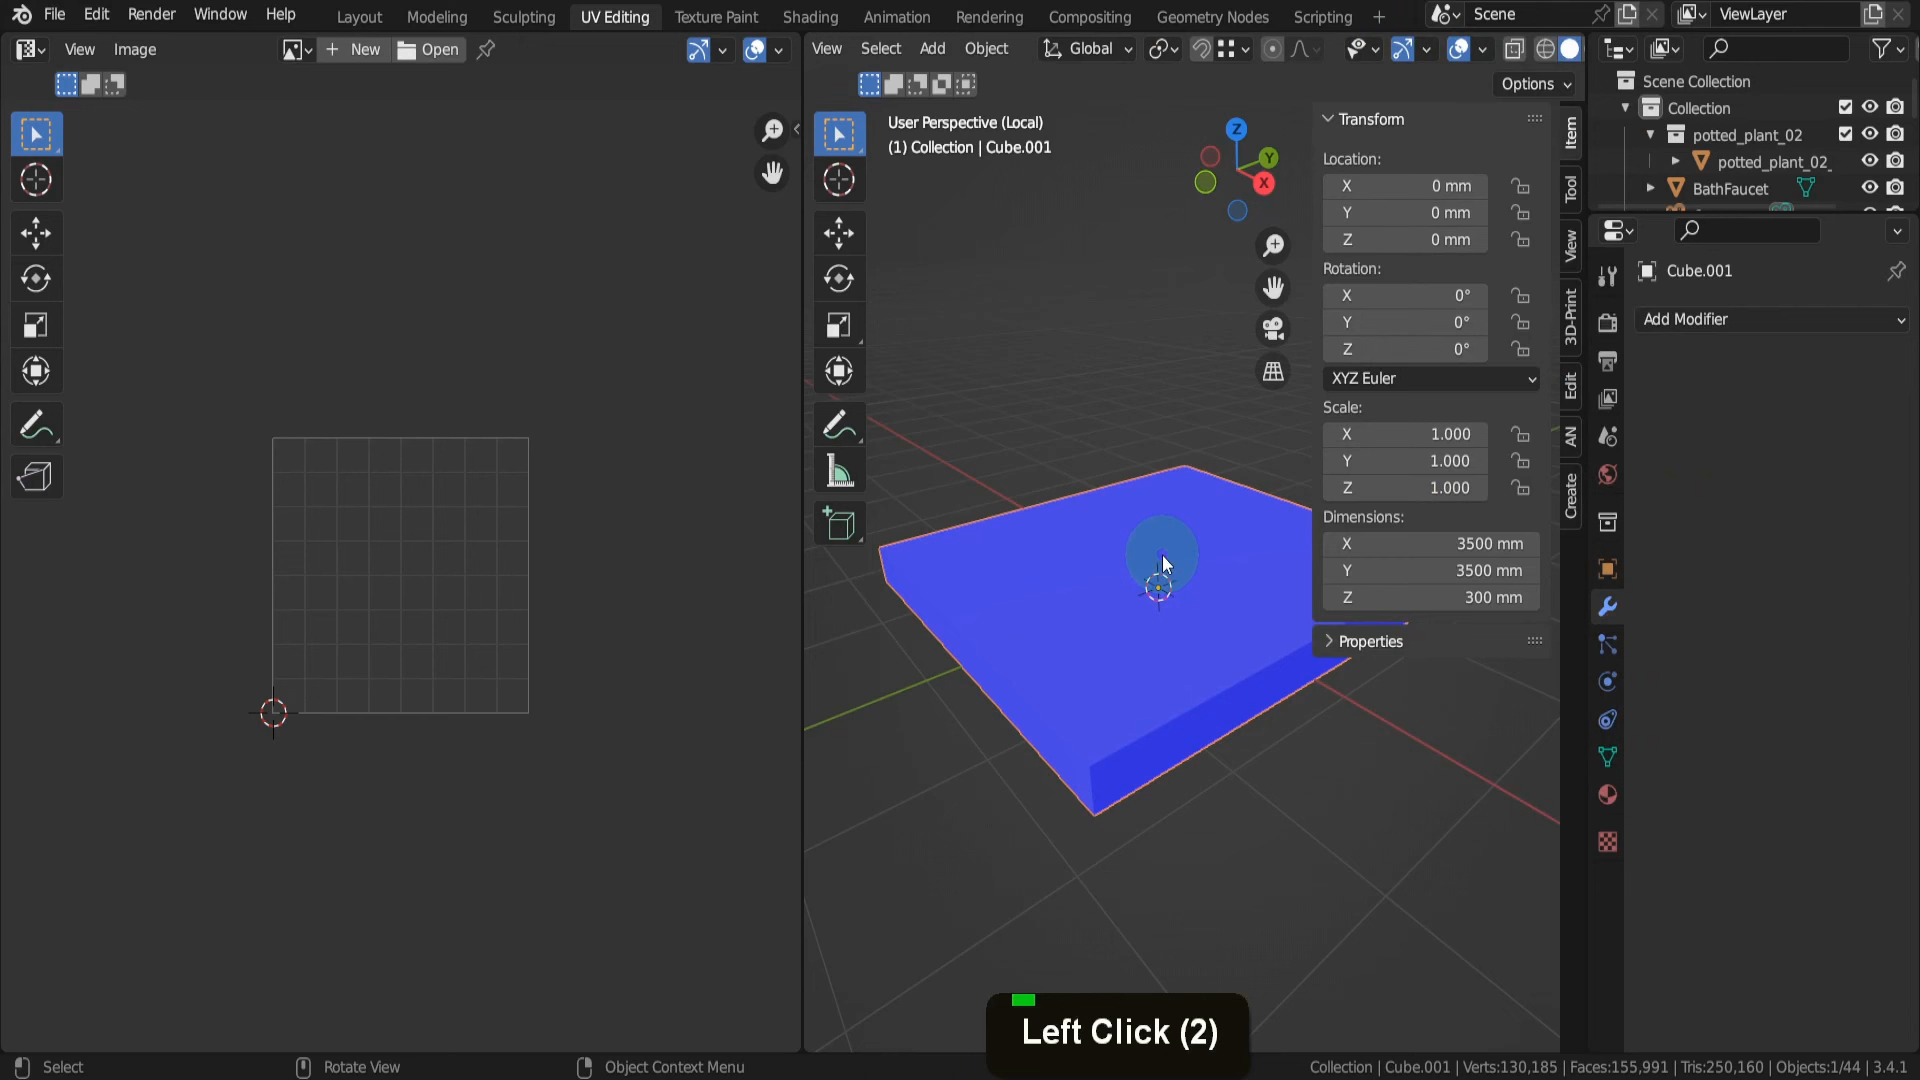 File Edit Render Window Help Layout Modeling Sculpting UV Editing Texture Paint Shading Animation Rendering Compositing Geometry Nodes Scripting + Scene ViewLayer
View Image + New Open View Select Add Object Global
Options
User Perspective (Local)
(1) Collection | Cube.001
Z
Y
X
Transform
Location:
X 0 mm
Y 0 mm
Z 0 mm
Rotation:
X 0°
Y 0°
Z 0°
XYZ Euler
Scale:
X 1.000
Y 1.000
Z 1.000
Dimensions:
X 3500 mm
Y 3500 mm
Z 300 mm
Properties
Item
Tool
View
3D-Print
Edit
AN
Create
Scene Collection
Collection
potted_plant_02
potted_plant_02_
BathFaucet
Cube.001
Add Modifier
Left Click (2)
Select Rotate View Object Context Menu Collection | Cube.001 | Verts:130,185 | Faces:155,991 | Tris:250,160 | Objects:1/44 | 3.4.1